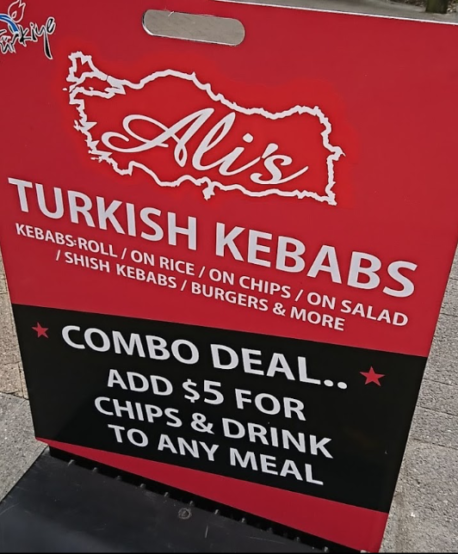 Türkiye
Ali's
TURKISH KEBABS
KEBABS:ROLL / ON RICE / ON CHIPS / ON SALAD
/ SHISH KEBABS / BURGERS & MORE
COMBO DEAL..
ADD $5 FOR
CHIPS & DRINK
TO ANY MEAL